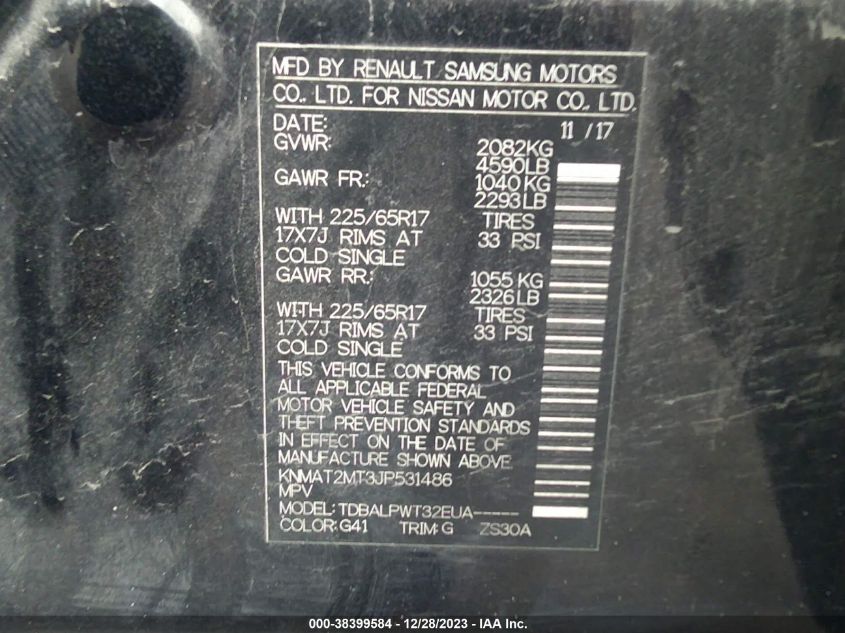 MFD BY RENAULT SAMSUNG MOTORS
CO., LTD. FOR NISSAN MOTOR CO., LTD.
DATE: 11 / 17
GVWR: 2082KG
4590LB
GAWR FR.: 1040 KG
2293LB
WITH 225/65R17 TIRES
17X7J RIMS AT 33 PSI
COLD SINGLE
GAWR RR.: 1055 KG
2326LB
WITH 225/65R17 TIRES
17X7J RIMS AT 33 PSI
COLD SINGLE
THIS VEHICLE CONFORMS TO
ALL APPLICABLE FEDERAL
MOTOR VEHICLE SAFETY AND
THEFT PREVENTION STANDARDS
IN EFFECT ON THE DATE OF
MANUFACTURE SHOWN ABOVE.
KNMAT2MT3JP531486
MPV
MODEL: TDBALPWT32EUA-----
COLOR: G41 TRIM: G ZS30A
000-38399584 - 12/28/2023 - IAA Inc.